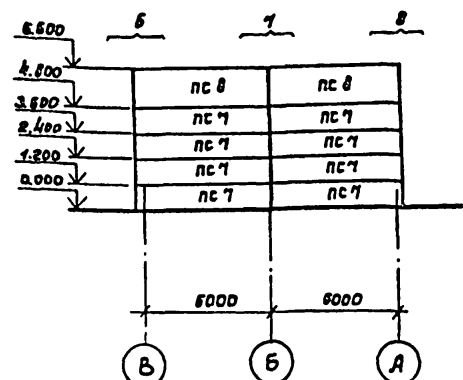 6 7 8
6.600
4.800
3.600
2.400
1.200
0.000
пс 8 пс 8
пс 7 пс 7
пс 7 пс 7
пс 7 пс 7
пс 7 пс 7
6000 6000
В Б А